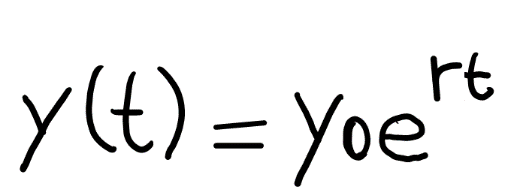 y(t) = y₀e^{rt}